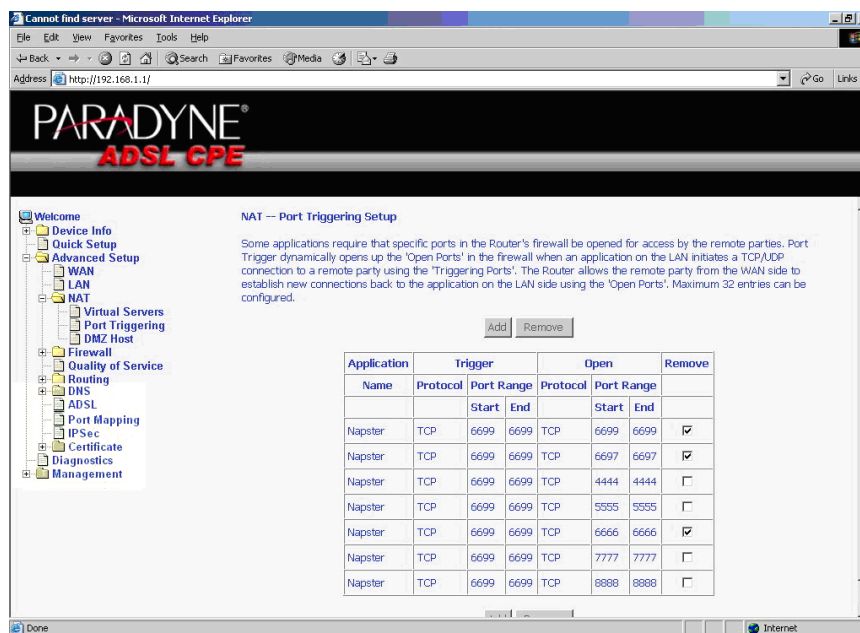 Cannot find server - Microsoft Internet Explorer
File Edit View Favorites Tools Help
Back Search Favorites Media
Address http://192.168.1.1/ Go Links
PARADYNE®
ADSL CPE
Welcome
Device Info
Quick Setup
Advanced Setup
WAN
LAN
NAT
Virtual Servers
Port Triggering
DMZ Host
Firewall
Quality of Service
Routing
DNS
ADSL
Port Mapping
IPSec
Certificate
Diagnostics
Management
NAT -- Port Triggering Setup
Some applications require that specific ports in the Router's firewall be opened for access by the remote parties. Port
Trigger dynamically opens up the 'Open Ports' in the firewall when an application on the LAN initiates a TCP/UDP
connection to a remote party using the 'Triggering Ports'. The Router allows the remote party from the WAN side to
establish new connections back to the application on the LAN side using the 'Open Ports'. Maximum 32 entries can be
configured.
Add Remove
Application Trigger Open Remove
Name Protocol Port Range Protocol Port Range
Start End Start End
Napster TCP 6699 6699 TCP 6699 6699
Napster TCP 6699 6699 TCP 6697 6697
Napster TCP 6699 6699 TCP 4444 4444
Napster TCP 6699 6699 TCP 5555 5555
Napster TCP 6699 6699 TCP 6666 6666
Napster TCP 6699 6699 TCP 7777 7777
Napster TCP 6699 6699 TCP 8888 8888
Done Internet